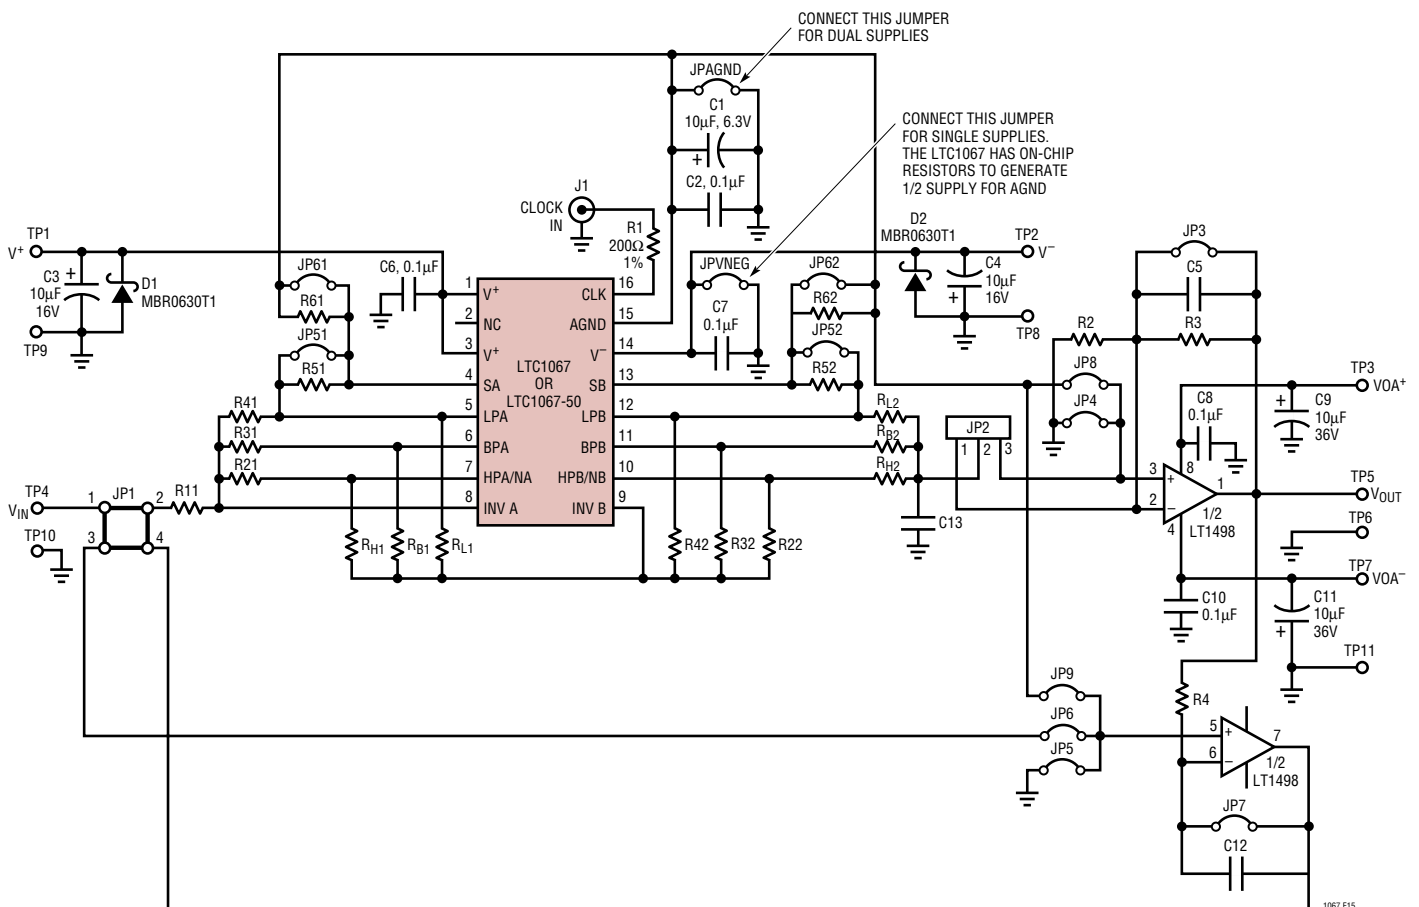 CONNECT THIS JUMPER
FOR DUAL SUPPLIES
JPAGND
C1
10µF, 6.3V
+
C2, 0.1µF
CONNECT THIS JUMPER
FOR SINGLE SUPPLIES.
THE LTC1067 HAS ON-CHIP
RESISTORS TO GENERATE
1/2 SUPPLY FOR AGND
J1
CLOCK
IN
R1
200Ω
1%
D2
MBR0630T1
TP2
V−
C4
10µF
16V
+
TP8
JP3
C5
R3
R2
TP1
V+
C3
10µF
16V
+
D1
MBR0630T1
TP9
C6, 0.1µF
JP61
R61
JP51
R51
JPVNEG
C7
0.1µF
JP62
R62
JP52
R52
1
V+
2
NC
3
V+
4
SA
5
LPA
6
BPA
7
HPA/NA
8
INV A
LTC1067
OR
LTC1067-50
16
CLK
15
AGND
14
V−
13
SB
12
LPB
11
BPB
10
HPB/NB
9
INV B
R41
R31
R21
TP4
VIN
1
JP1
2
3
4
R11
TP10
RH1
RB1
RL1
R42
R32
R22
RL2
RB2
RH2
C13
JP2
1
2
3
JP8
JP4
C8
0.1µF
TP3
VOA+
+
C9
10µF
36V
3
+
8
1
2
−
4
1/2
LT1498
TP5
VOUT
TP6
TP7
VOA−
C10
0.1µF
C11
10µF
36V
+
TP11
R4
JP9
JP6
JP5
5
+
6
−
7
1/2
LT1498
JP7
C12
1067 F15